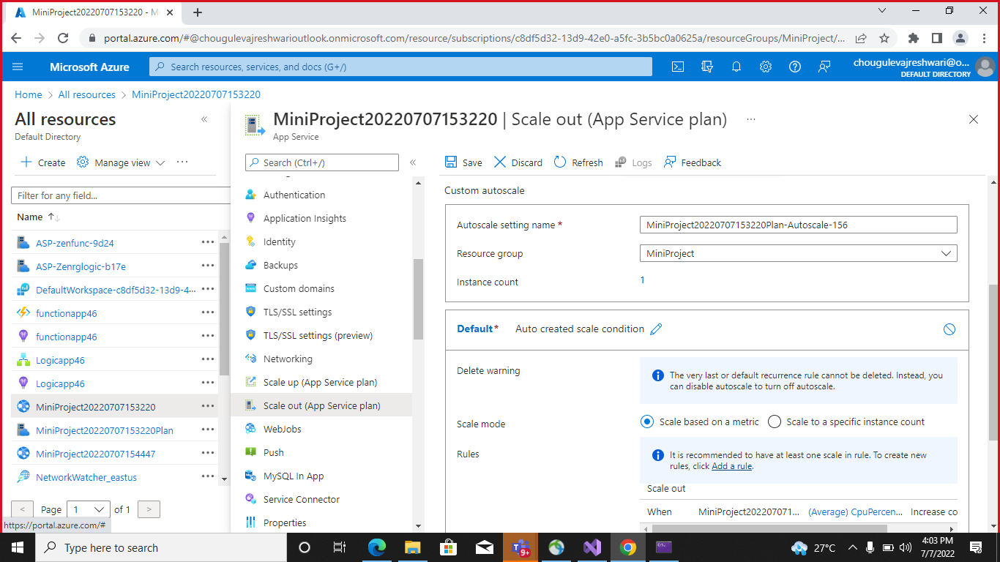 MiniProject20220707153220 - Mi
portal.azure.com/#@chougulevajreshwarioutlook.onmicrosoft.com/resource/subscriptions/c8df5d32-13d9-42e0-a5fc-3b5bc0a0625a/resourceGroups/MiniProject/...
Microsoft Azure
Search resources, services, and docs (G+/)
chougulevajreshwari@o...
DEFAULT DIRECTORY
Home > All resources > MiniProject20220707153220
All resources
Default Directory
Create
Manage view
Filter for any field...
Name
ASP-zenfunc-9d24
ASP-Zenrglogic-b17e
DefaultWorkspace-c8df5d32-13d9-4...
functionapp46
functionapp46
Logicapp46
Logicapp46
MiniProject20220707153220
MiniProject20220707153220Plan
MiniProject20220707154447
NetworkWatcher_eastus
< Page 1 of 1 >
https://portal.azure.com/#
MiniProject20220707153220 | Scale out (App Service plan)
App Service
Search (Ctrl+/)
Authentication
Application Insights
Identity
Backups
Custom domains
TLS/SSL settings
TLS/SSL settings (preview)
Networking
Scale up (App Service plan)
Scale out (App Service plan)
WebJobs
Push
MySQL In App
Service Connector
Properties
Save
Discard
Refresh
Logs
Feedback
Custom autoscale
Autoscale setting name *
MiniProject20220707153220Plan-Autoscale-156
Resource group
MiniProject
Instance count
1
Default* Auto created scale condition
Delete warning
The very last or default recurrence rule cannot be deleted. Instead, you
can disable autoscale to turn off autoscale.
Scale mode
Scale based on a metric
Scale to a specific instance count
Rules
It is recommended to have at least one scale in rule. To create new
rules, click Add a rule.
Scale out
When MiniProject202207071... (Average) CpuPercen... Increase co
Type here to search
9+
27°C
4:03 PM
7/7/2022